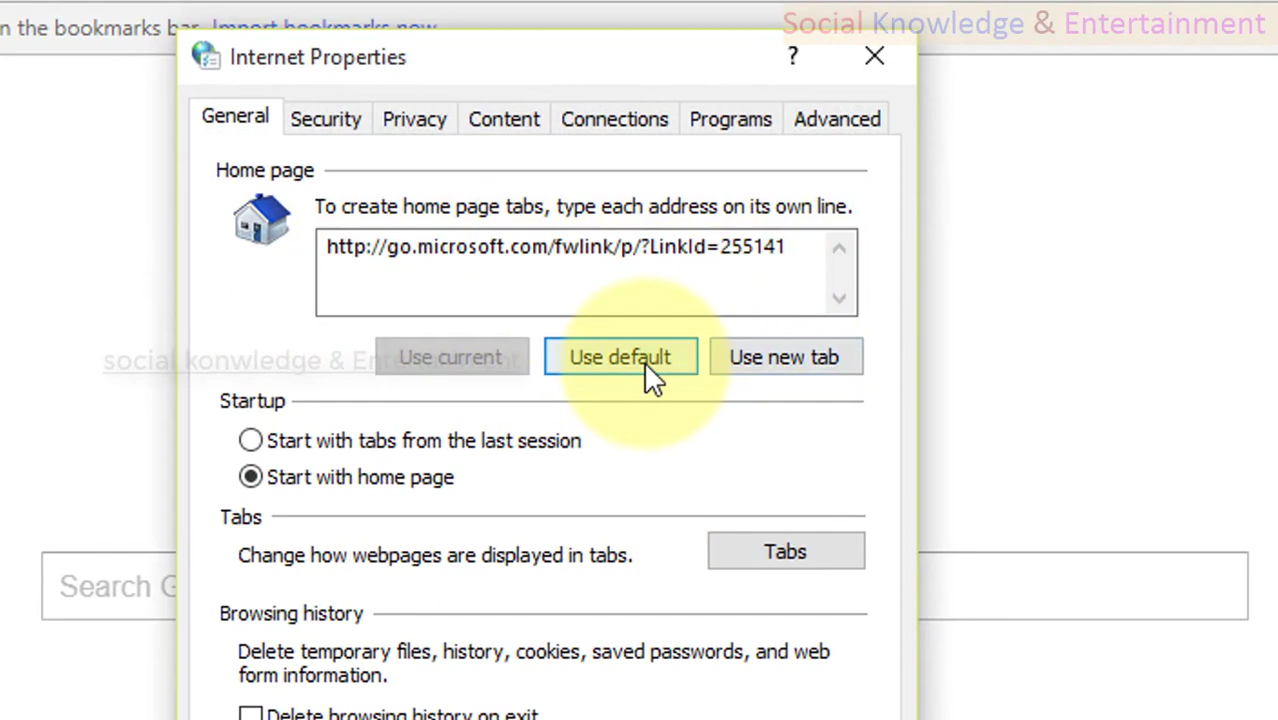 n the bookmarks bar. Import bookmarks now.
Social Knowledge & Entertainment
Internet Properties
?
General Security Privacy Content Connections Programs Advanced
Home page
To create home page tabs, type each address on its own line.
http://go.microsoft.com/fwlink/p/?LinkId=255141
social konwledge & Ente
Use current Use default Use new tab
Startup
Start with tabs from the last session
Start with home page
Tabs
Change how webpages are displayed in tabs.
Tabs
Search G
Browsing history
Delete temporary files, history, cookies, saved passwords, and web
form information.
Delete browsing history on exit